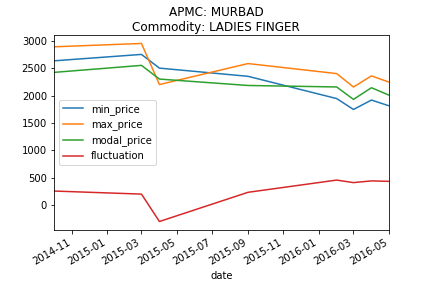 APMC: MURBAD
Commodity: LADIES FINGER
3000
2500
2000
1500
1000
500
0
min_price
max_price
modal_price
fluctuation
2014-11
2015-01
2015-03
2015-05
2015-07
2015-09
2015-11
2016-01
2016-03
2016-05
date